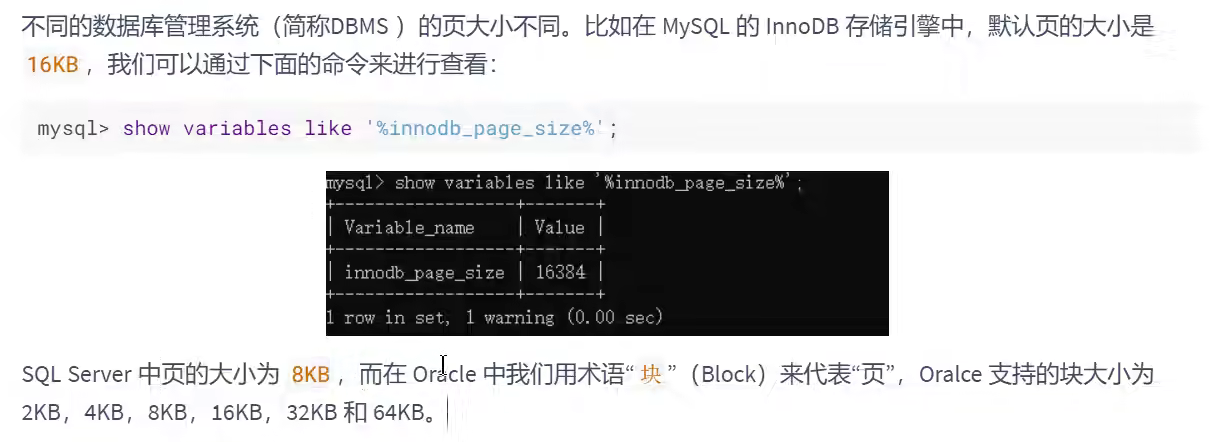 不同的数据库管理系统（简称DBMS ）的页大小不同。比如在 MySQL 的 InnoDB 存储引擎中，默认页的大小是
16KB ，我们可以通过下面的命令来进行查看：
mysql> show variables like '%innodb_page_size%';
mysql> show variables like '%innodb_page_size%';
+------------------+-------+
| Variable_name    | Value |
+------------------+-------+
| innodb_page_size | 16384 |
+------------------+-------+
1 row in set, 1 warning (0.00 sec)
SQL Server 中页的大小为 8KB ，而在 Oracle 中我们用术语“ 块 ”（Block）来代表“页”，Oralce 支持的块大小为
2KB，4KB，8KB，16KB，32KB 和 64KB。